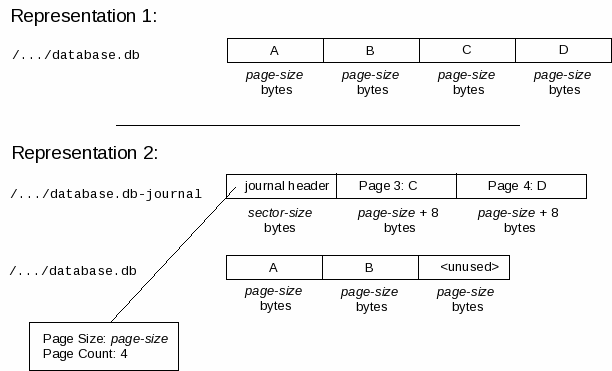 Representation 1:
/.../database.db
A B C D
page-size page-size page-size page-size
bytes bytes bytes bytes
Representation 2:
/.../database.db-journal
journal header Page 3: C Page 4: D
sector-size page-size + 8 page-size + 8
bytes bytes bytes
/.../database.db
A B <unused>
page-size page-size page-size
bytes bytes bytes
Page Size: page-size
Page Count: 4